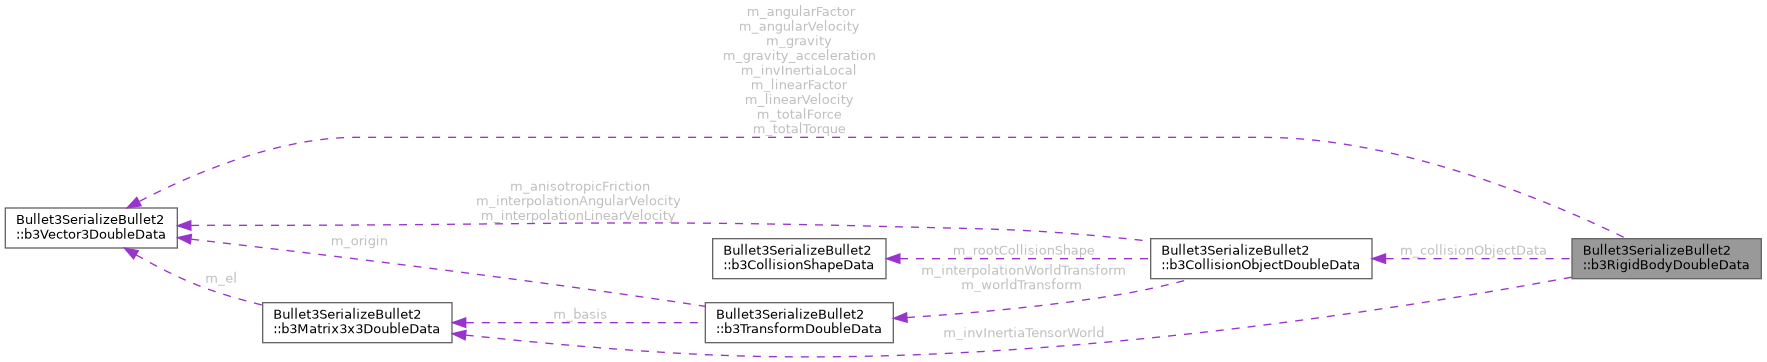 m_angularFactor
m_angularVelocity
m_gravity
m_gravity_acceleration
m_invInertiaLocal
m_linearFactor
m_linearVelocity
m_totalForce
m_totalTorque
m_anisotropicFriction
m_interpolationAngularVelocity
m_interpolationLinearVelocity
Bullet3SerializeBullet2
::b3Vector3DoubleData
m_origin
m_el
Bullet3SerializeBullet2
::b3CollisionShapeData
m_rootCollisionShape
Bullet3SerializeBullet2
::b3CollisionObjectDoubleData
m_collisionObjectData
Bullet3SerializeBullet2
::b3RigidBodyDoubleData
m_interpolationWorldTransform
m_worldTransform
Bullet3SerializeBullet2
::b3Matrix3x3DoubleData
m_basis
Bullet3SerializeBullet2
::b3TransformDoubleData
m_invInertiaTensorWorld